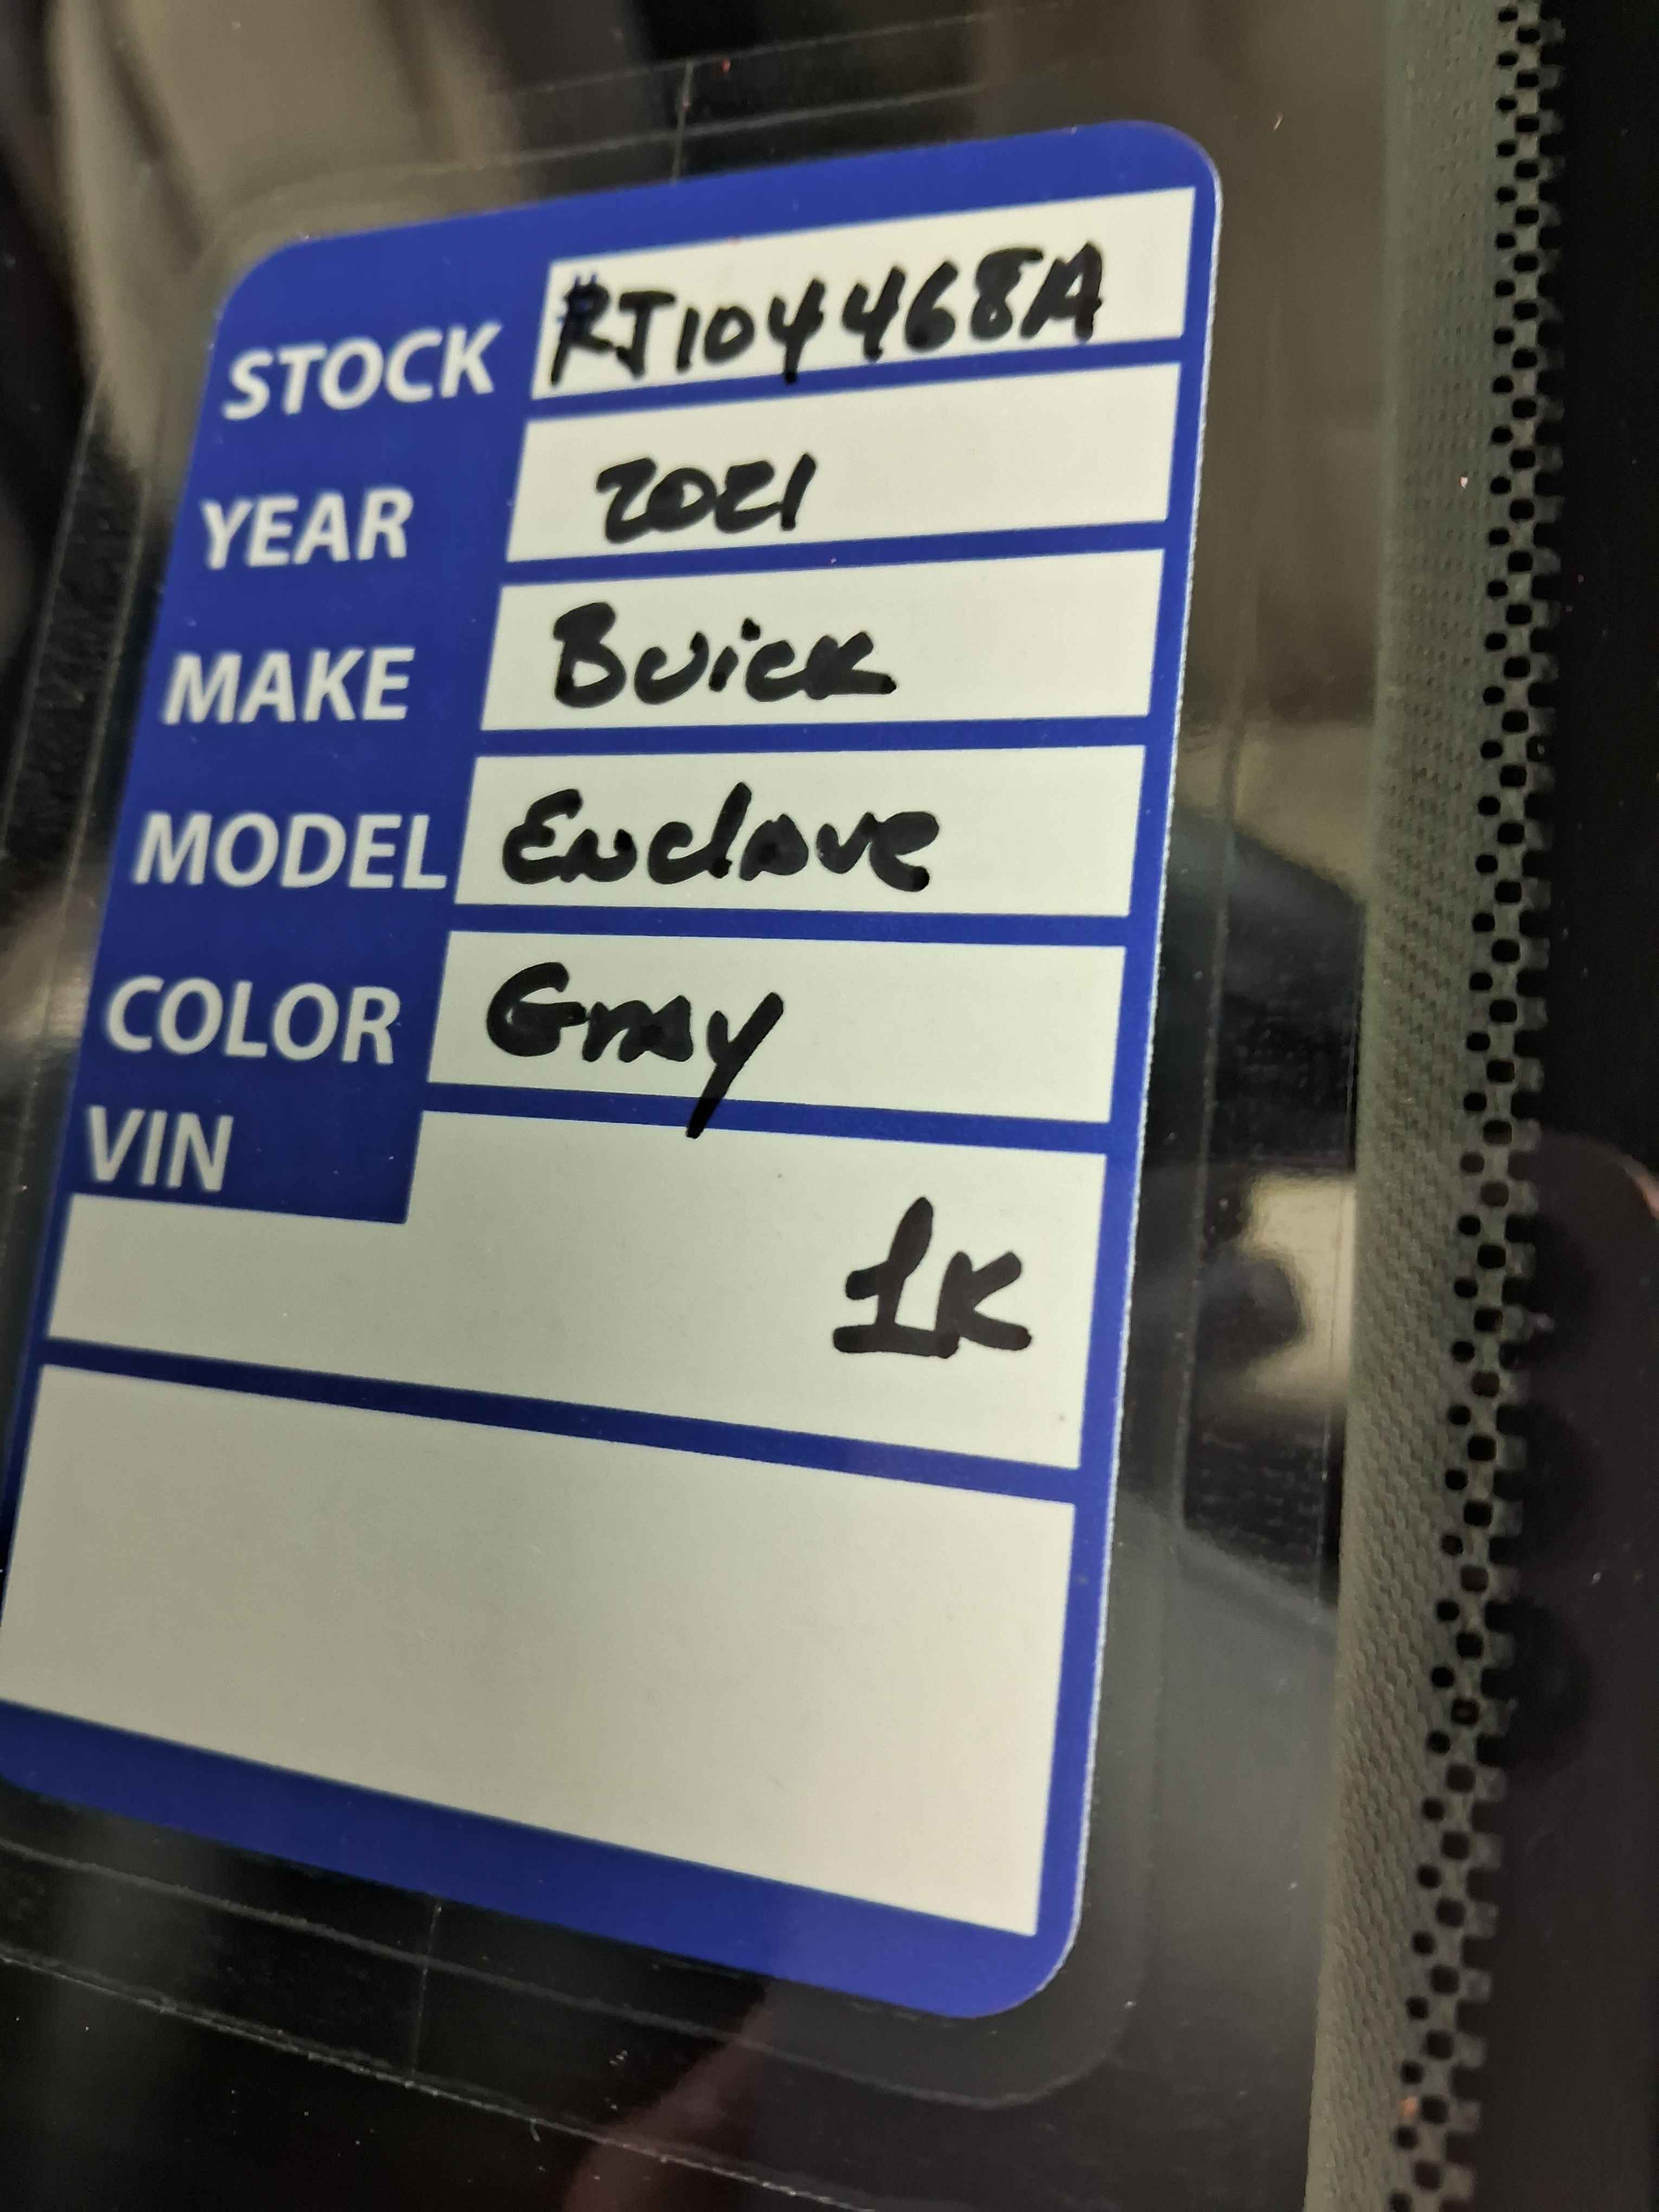 STOCK RJ104468A
YEAR 2021
MAKE Buick
MODEL Enclave
COLOR Gray
VIN
1K